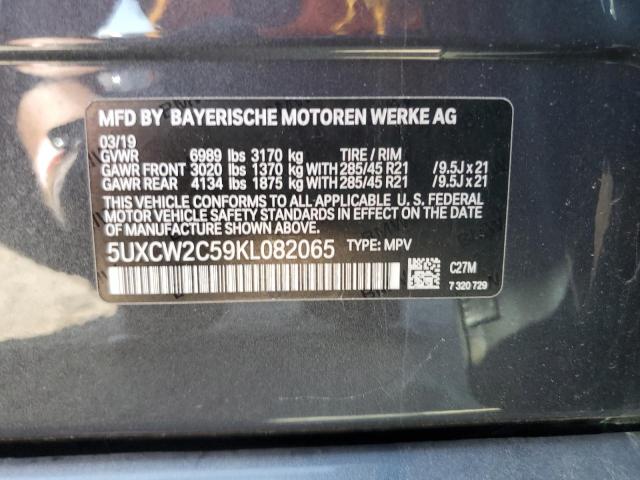 MFD BY BAYERISCHE MOTOREN WERKE AG
03/19
GVWR 6989 lbs 3170 kg TIRE / RIM
GAWR FRONT 3020 lbs 1370 kg WITH 285/45 R21 /9.5J x 21
GAWR REAR 4134 lbs 1875 kg WITH 285/45 R21 /9.5J x 21
THIS VEHICLE CONFORMS TO ALL APPLICABLE U. S. FEDERAL
MOTOR VEHICLE SAFETY STANDARDS IN EFFECT ON THE DATE
OF MANUFACTURE SHOWN ABOVE.
5UXCW2C59KL082065 TYPE: MPV
C27M
7 320 729